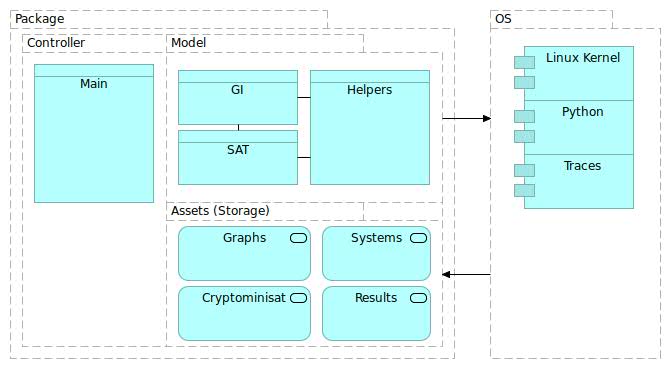 Package
OS
Controller
Model
Main
GI
Helpers
SAT
Linux Kernel
Python
Traces
Assets (Storage)
Graphs
Systems
Cryptominisat
Results